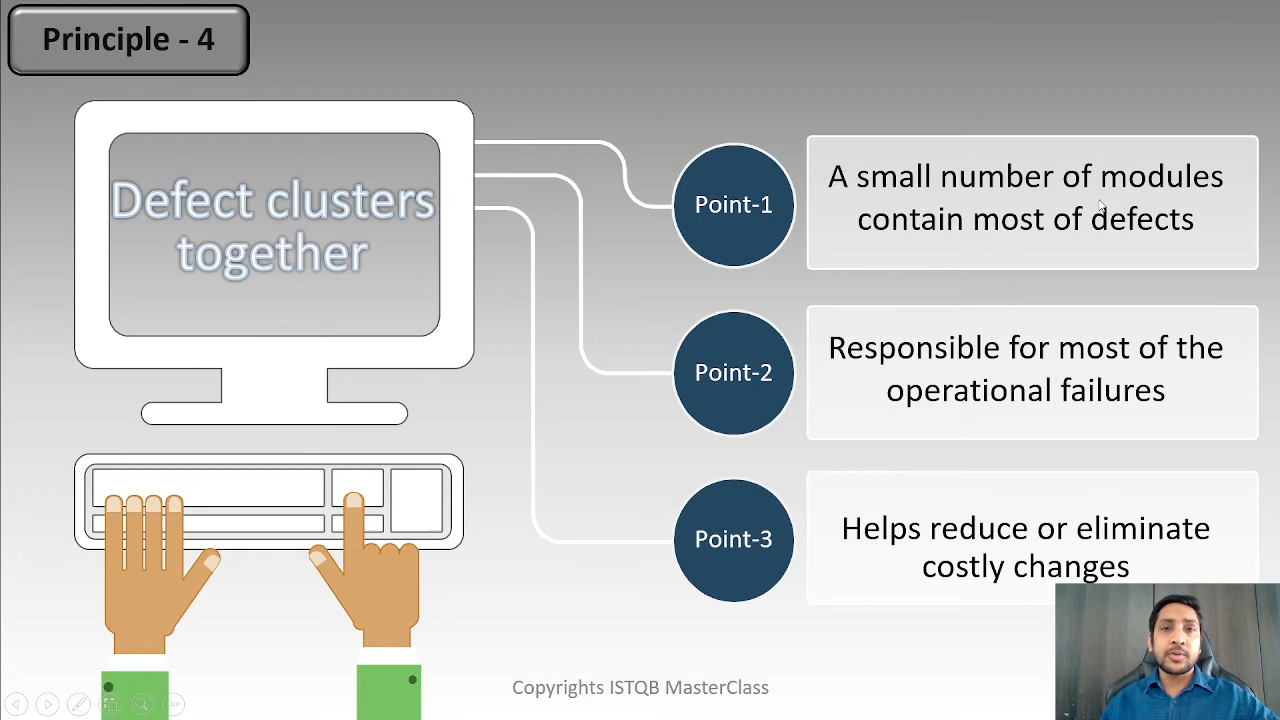 Principle - 4
Defect clusters
together
Point-1
A small number of modules
contain most of defects
Point-2
Responsible for most of the
operational failures
Point-3
Helps reduce or eliminate
costly changes
Copyrights ISTQB MasterClass